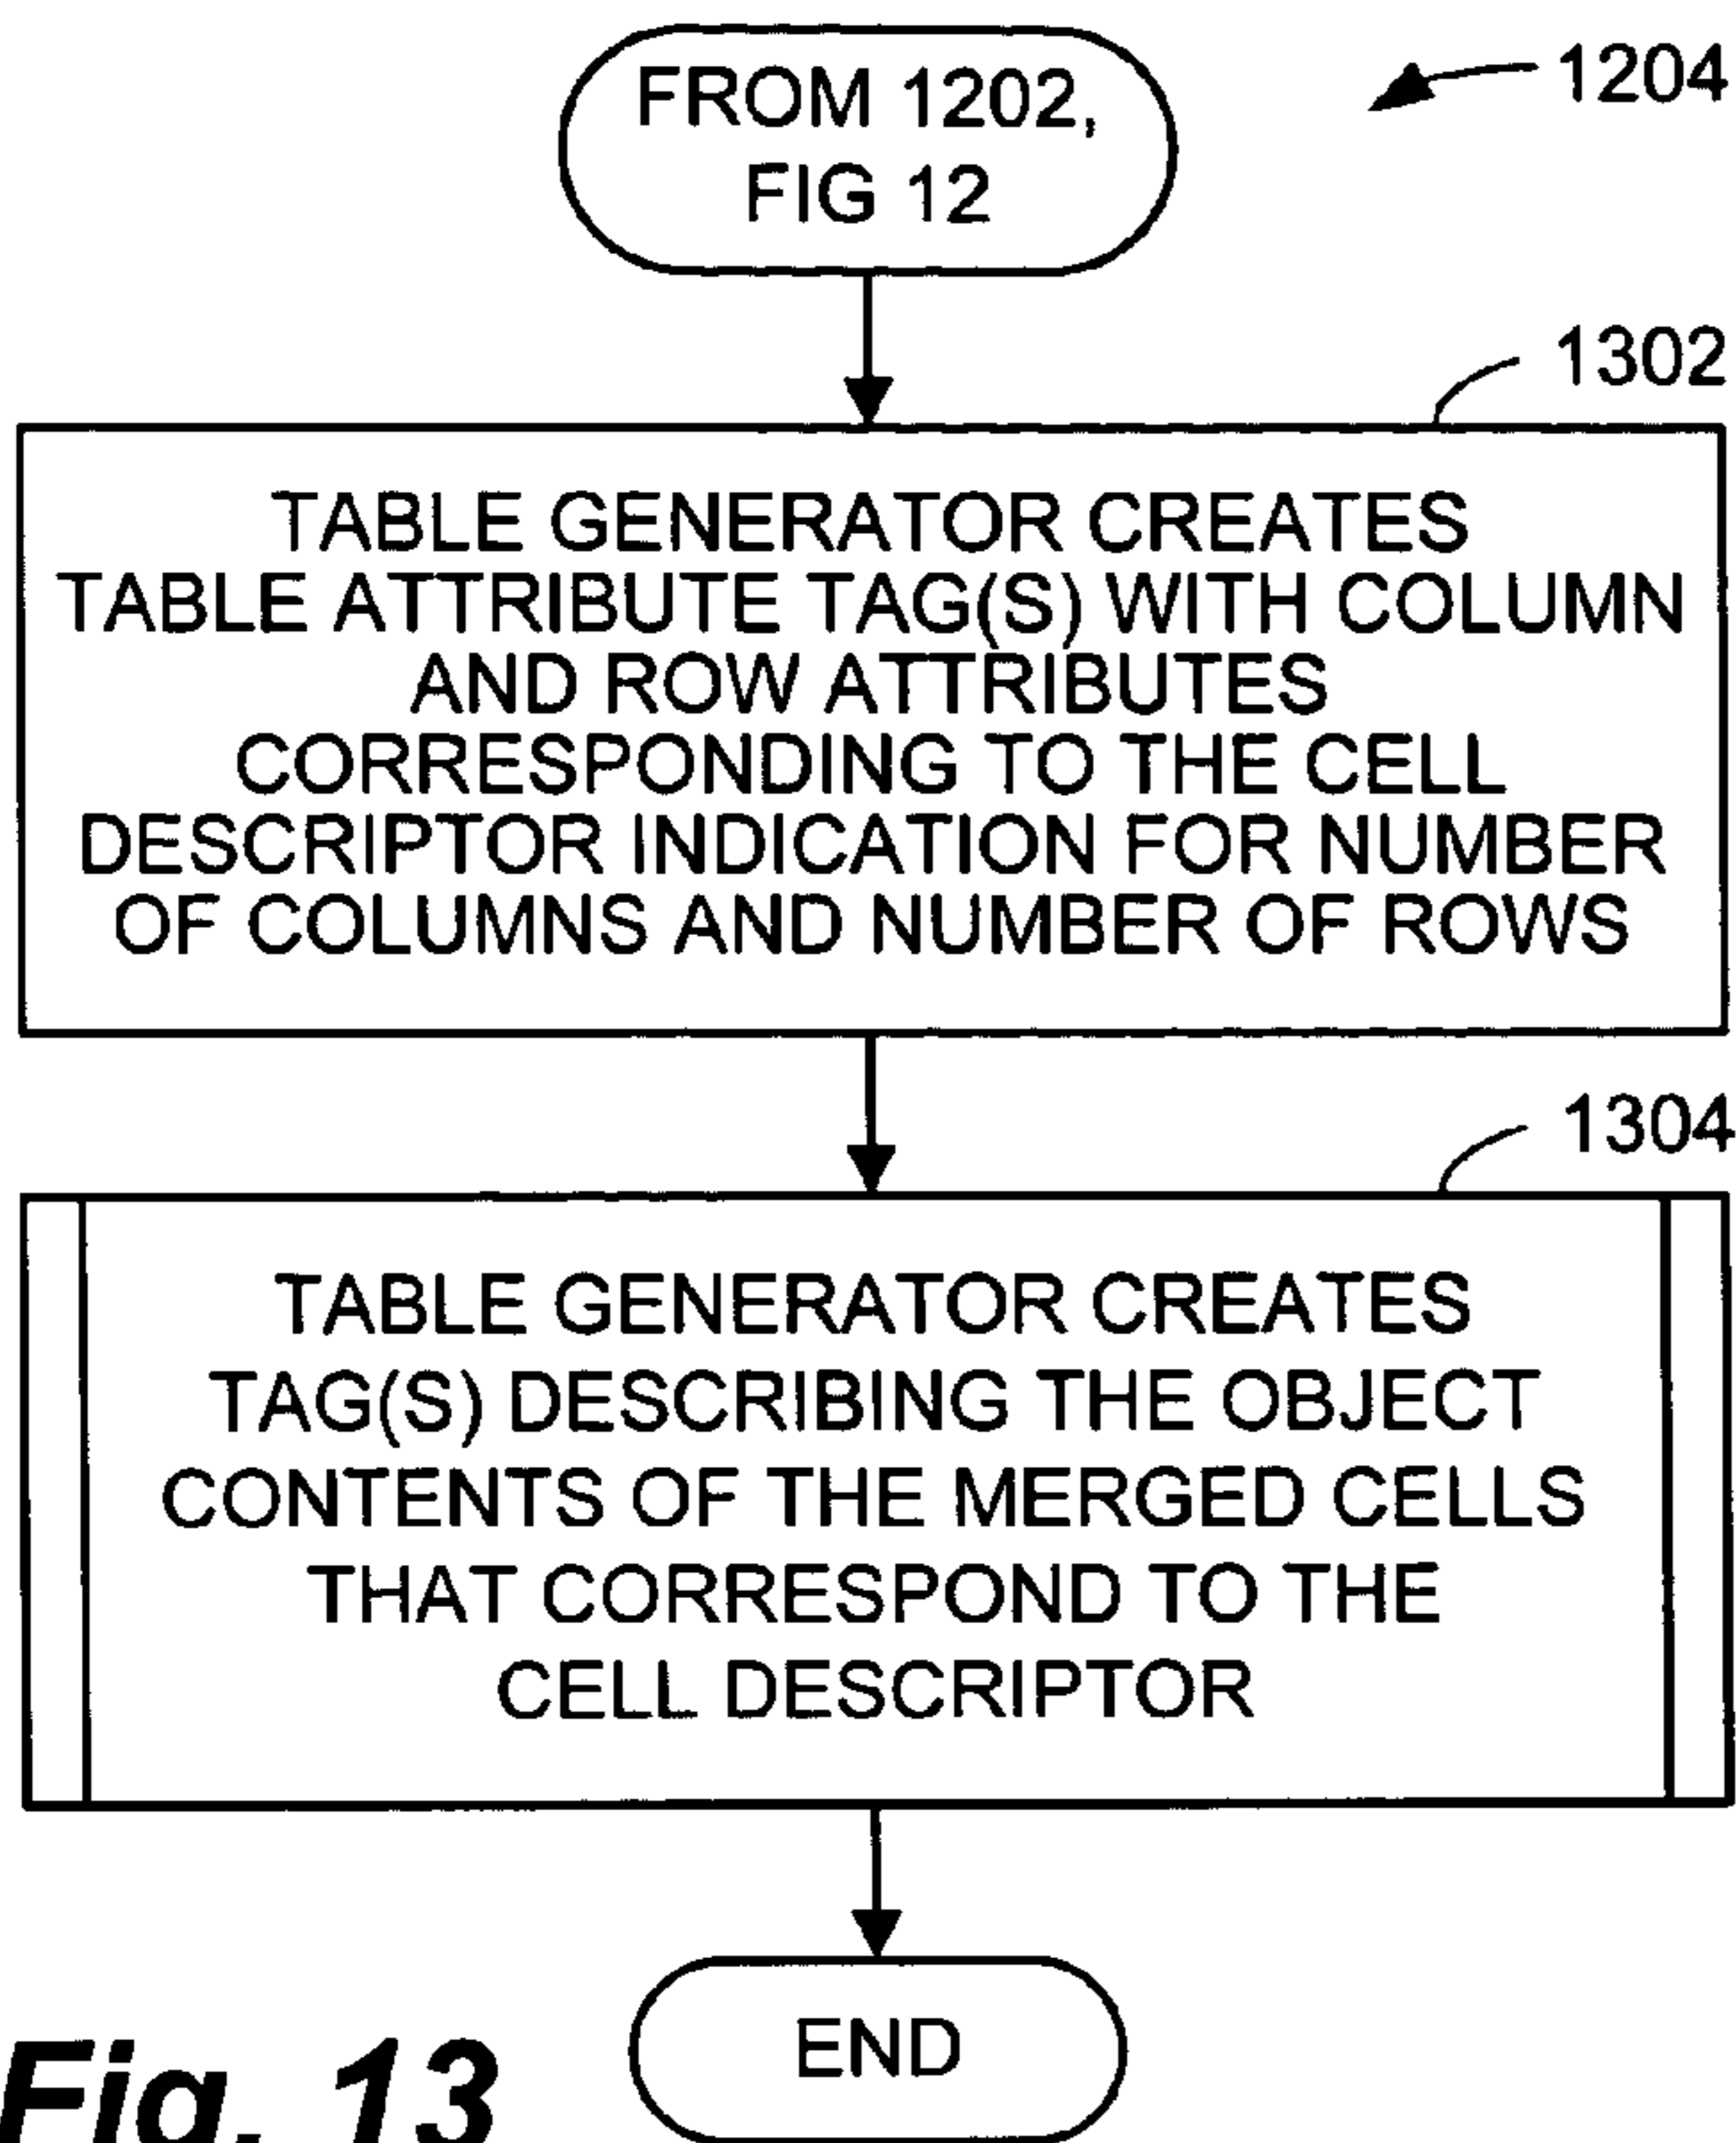 FROM 1202,
FIG 12
1204
1302
TABLE GENERATOR CREATES
TABLE ATTRIBUTE TAG(S) WITH COLUMN
AND ROW ATTRIBUTES
CORRESPONDING TO THE CELL
DESCRIPTOR INDICATION FOR NUMBER
OF COLUMNS AND NUMBER OF ROWS
1304
TABLE GENERATOR CREATES
TAG(S) DESCRIBING THE OBJECT
CONTENTS OF THE MERGED CELLS
THAT CORRESPOND TO THE
CELL DESCRIPTOR
END
Fig. 13